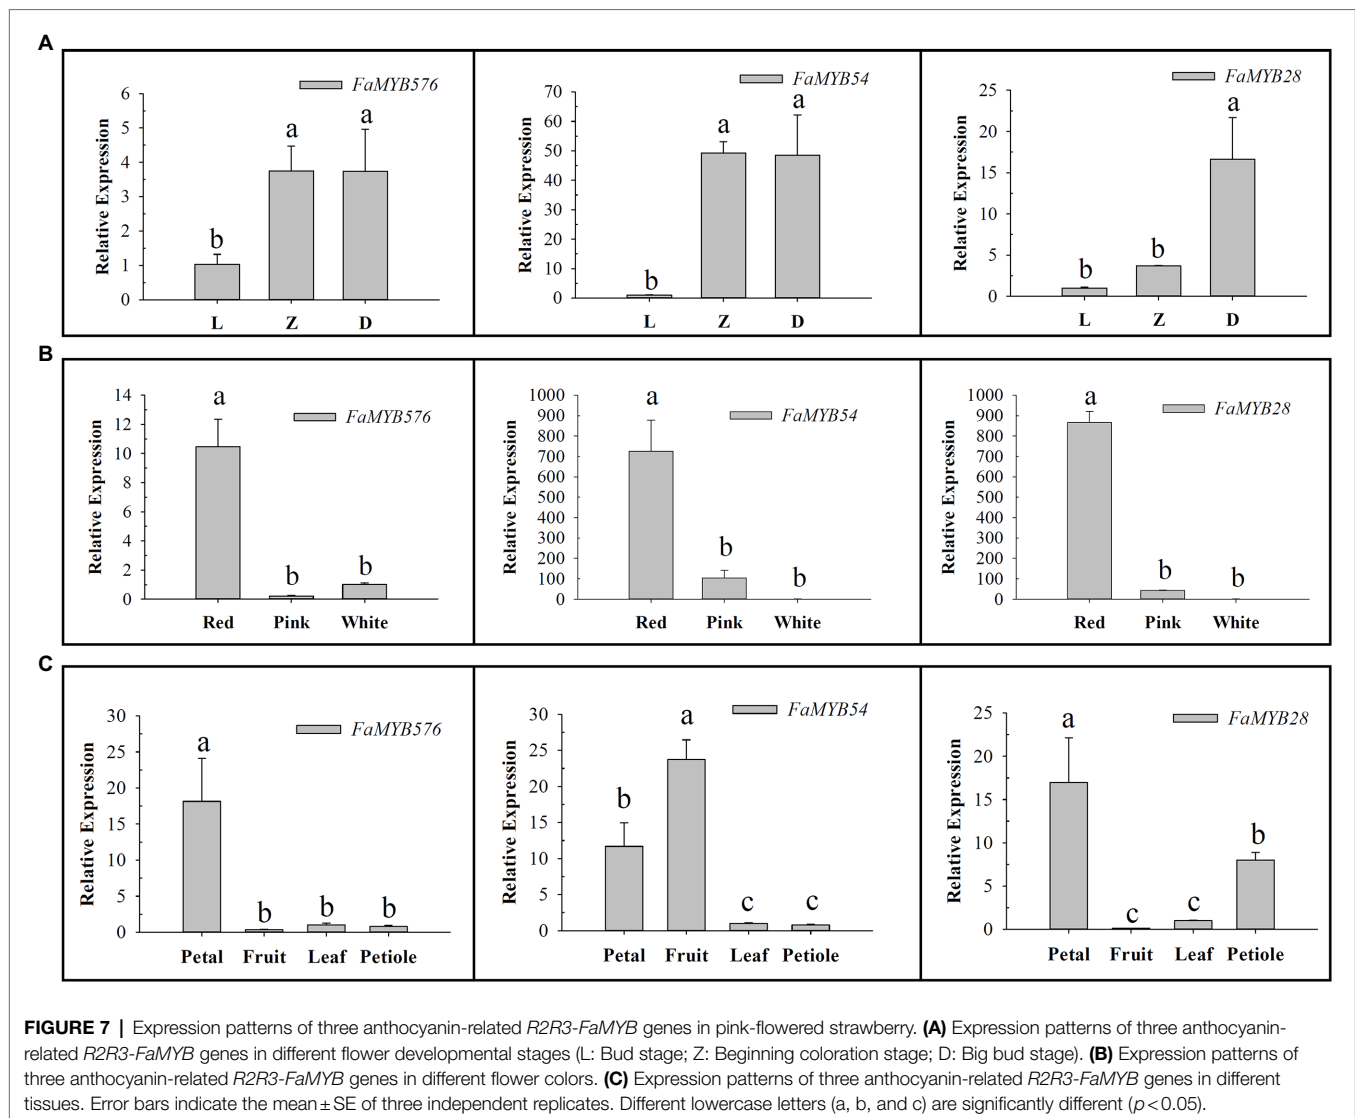 A
FaMYB576
Relative Expression
6
5
4
3
2
1
0
b
a
a
L Z D
FaMYB54
Relative Expression
70
60
50
40
30
20
10
0
b
a
a
L Z D
FaMYB28
Relative Expression
25
20
15
10
5
0
b
b
a
L Z D
B
FaMYB576
Relative Expression
14
12
10
8
6
4
2
0
a
b
b
Red Pink White
FaMYB54
Relative Expression
1000
900
800
700
600
500
400
300
200
100
0
a
b
b
Red Pink White
FaMYB28
Relative Expression
1000
900
800
700
600
500
400
300
200
100
0
a
b
b
Red Pink White
C
FaMYB576
Relative Expression
30
25
20
15
10
5
0
a
b
b
b
Petal Fruit Leaf Petiole
FaMYB54
Relative Expression
30
25
20
15
10
5
0
b
a
c
c
Petal Fruit Leaf Petiole
FaMYB28
Relative Expression
25
20
15
10
5
0
a
c
c
b
Petal Fruit Leaf Petiole
FIGURE 7 | Expression patterns of three anthocyanin-related R2R3-FaMYB genes in pink-flowered strawberry. (A) Expression patterns of three anthocyanin-
related R2R3-FaMYB genes in different flower developmental stages (L: Bud stage; Z: Beginning coloration stage; D: Big bud stage). (B) Expression patterns of
three anthocyanin-related R2R3-FaMYB genes in different flower colors. (C) Expression patterns of three anthocyanin-related R2R3-FaMYB genes in different
tissues. Error bars indicate the mean ± SE of three independent replicates. Different lowercase letters (a, b, and c) are significantly different (p < 0.05).